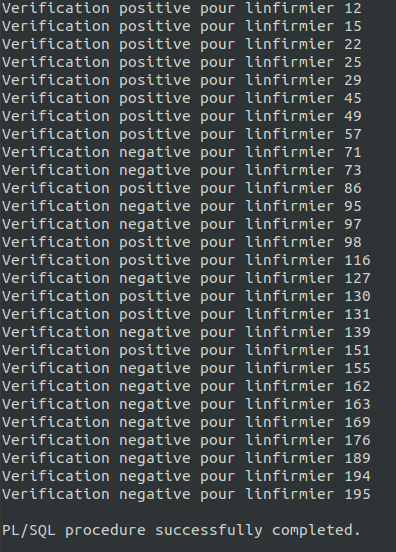 Verification positive pour linfirmier 12
Verification positive pour linfirmier 15
Verification positive pour linfirmier 22
Verification positive pour linfirmier 25
Verification positive pour linfirmier 29
Verification positive pour linfirmier 45
Verification positive pour linfirmier 49
Verification positive pour linfirmier 57
Verification negative pour linfirmier 71
Verification negative pour linfirmier 73
Verification positive pour linfirmier 86
Verification negative pour linfirmier 95
Verification negative pour linfirmier 97
Verification positive pour linfirmier 98
Verification positive pour linfirmier 116
Verification negative pour linfirmier 127
Verification positive pour linfirmier 130
Verification positive pour linfirmier 131
Verification negative pour linfirmier 139
Verification positive pour linfirmier 151
Verification negative pour linfirmier 155
Verification negative pour linfirmier 162
Verification negative pour linfirmier 163
Verification negative pour linfirmier 169
Verification negative pour linfirmier 176
Verification negative pour linfirmier 189
Verification negative pour linfirmier 194
Verification negative pour linfirmier 195
PL/SQL procedure successfully completed.